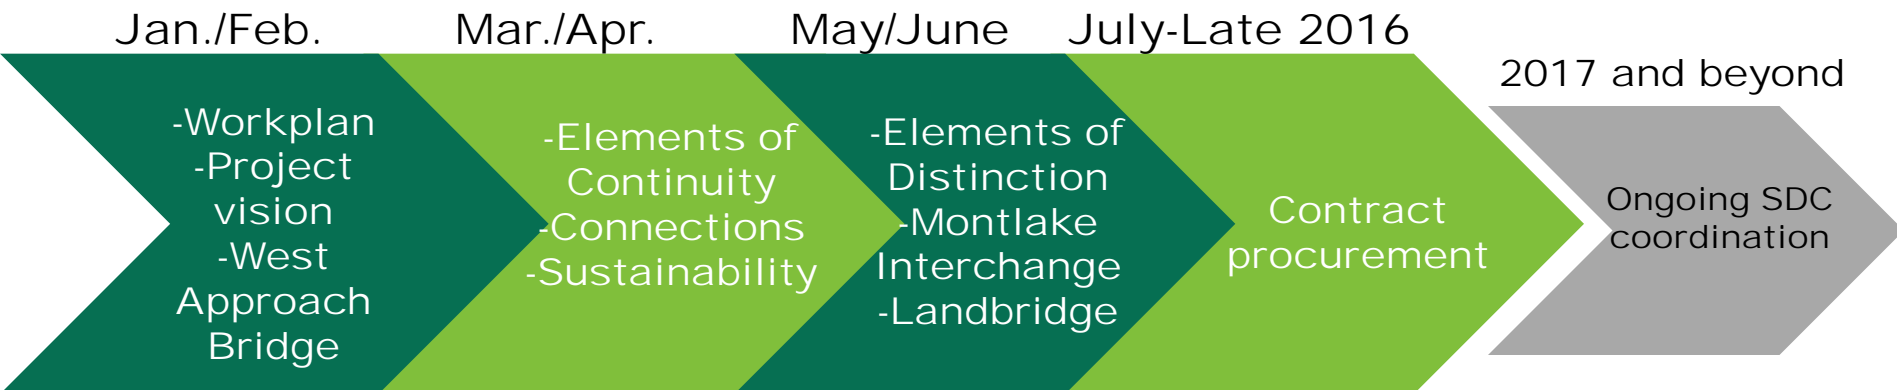 Jan./Feb.
-Workplan
-Project
vision
-West
Approach
Bridge
Mar./Apr.
-Elements of
Continuity
-Connections
-Sustainability
May/June
-Elements of
Distinction
-Montlake
Interchange
-Landbridge
July-Late 2016
Contract
procurement
2017 and beyond
Ongoing SDC
coordination